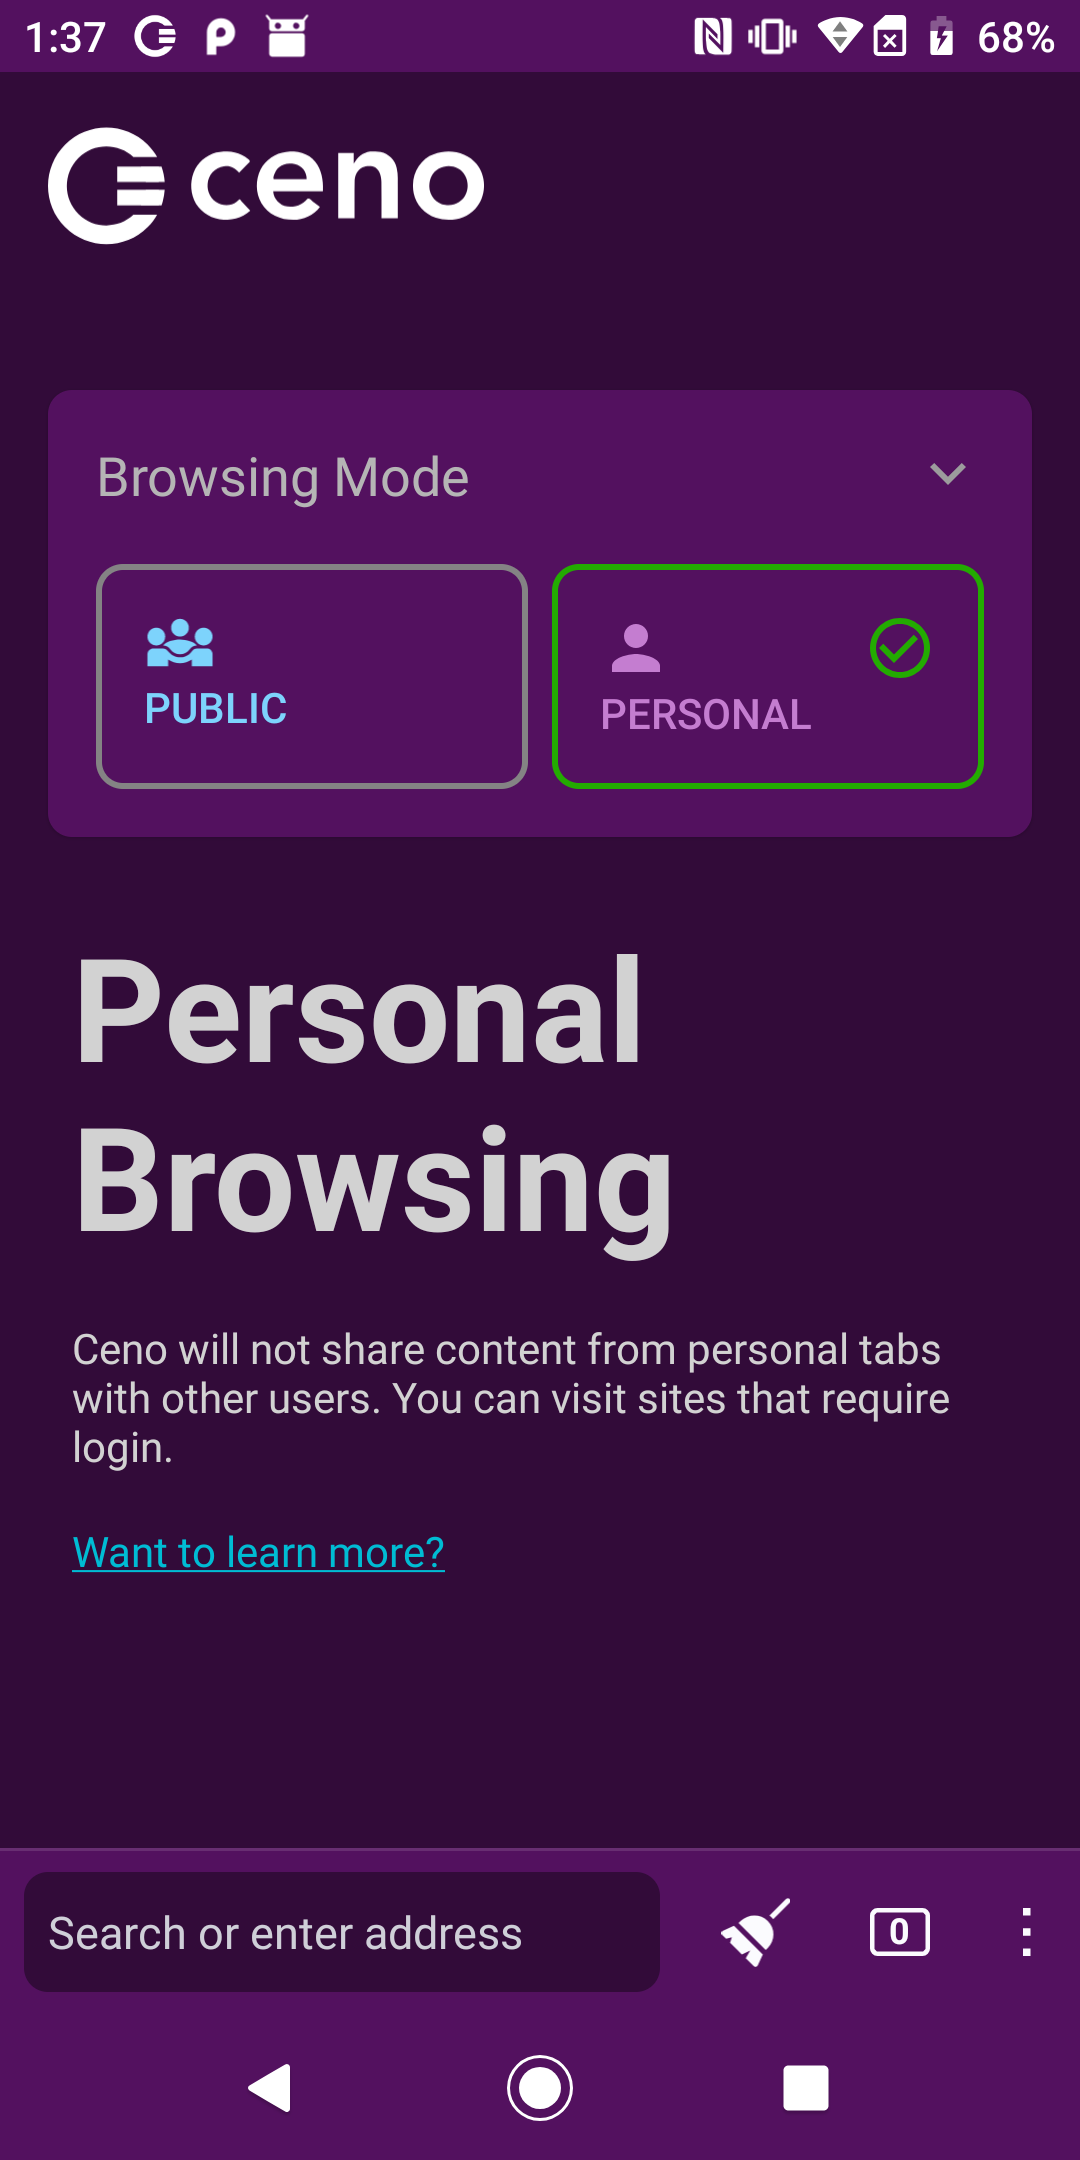 1:37
68%
ceno
Browsing Mode
PUBLIC
PERSONAL
Personal
Browsing
Ceno will not share content from personal tabs
with other users. You can visit sites that require
login.
Want to learn more?
Search or enter address
0